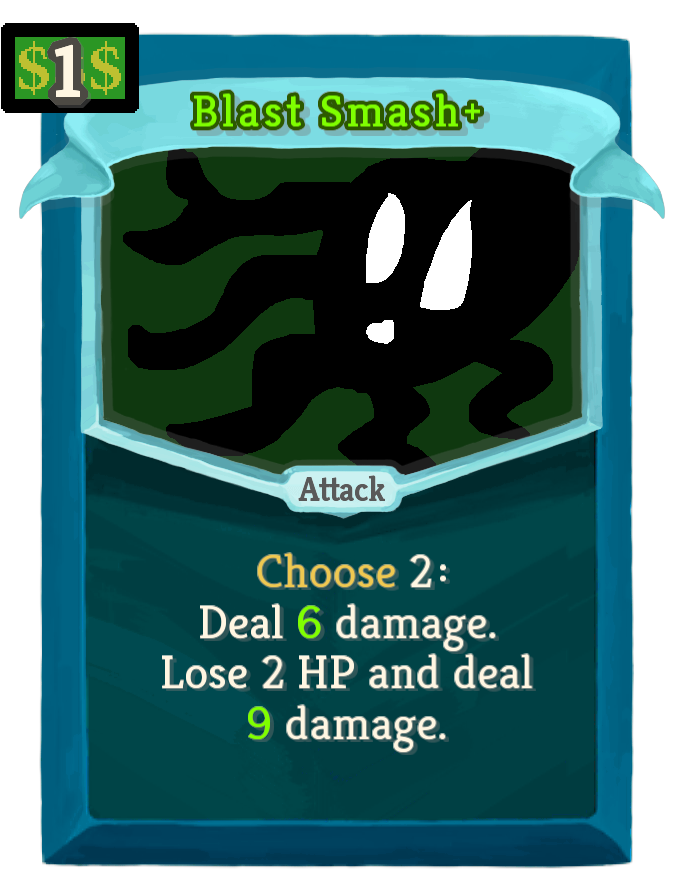 $1$
Blast Smash+
Attack
Choose 2:
Deal 6 damage.
Lose 2 HP and deal
9 damage.